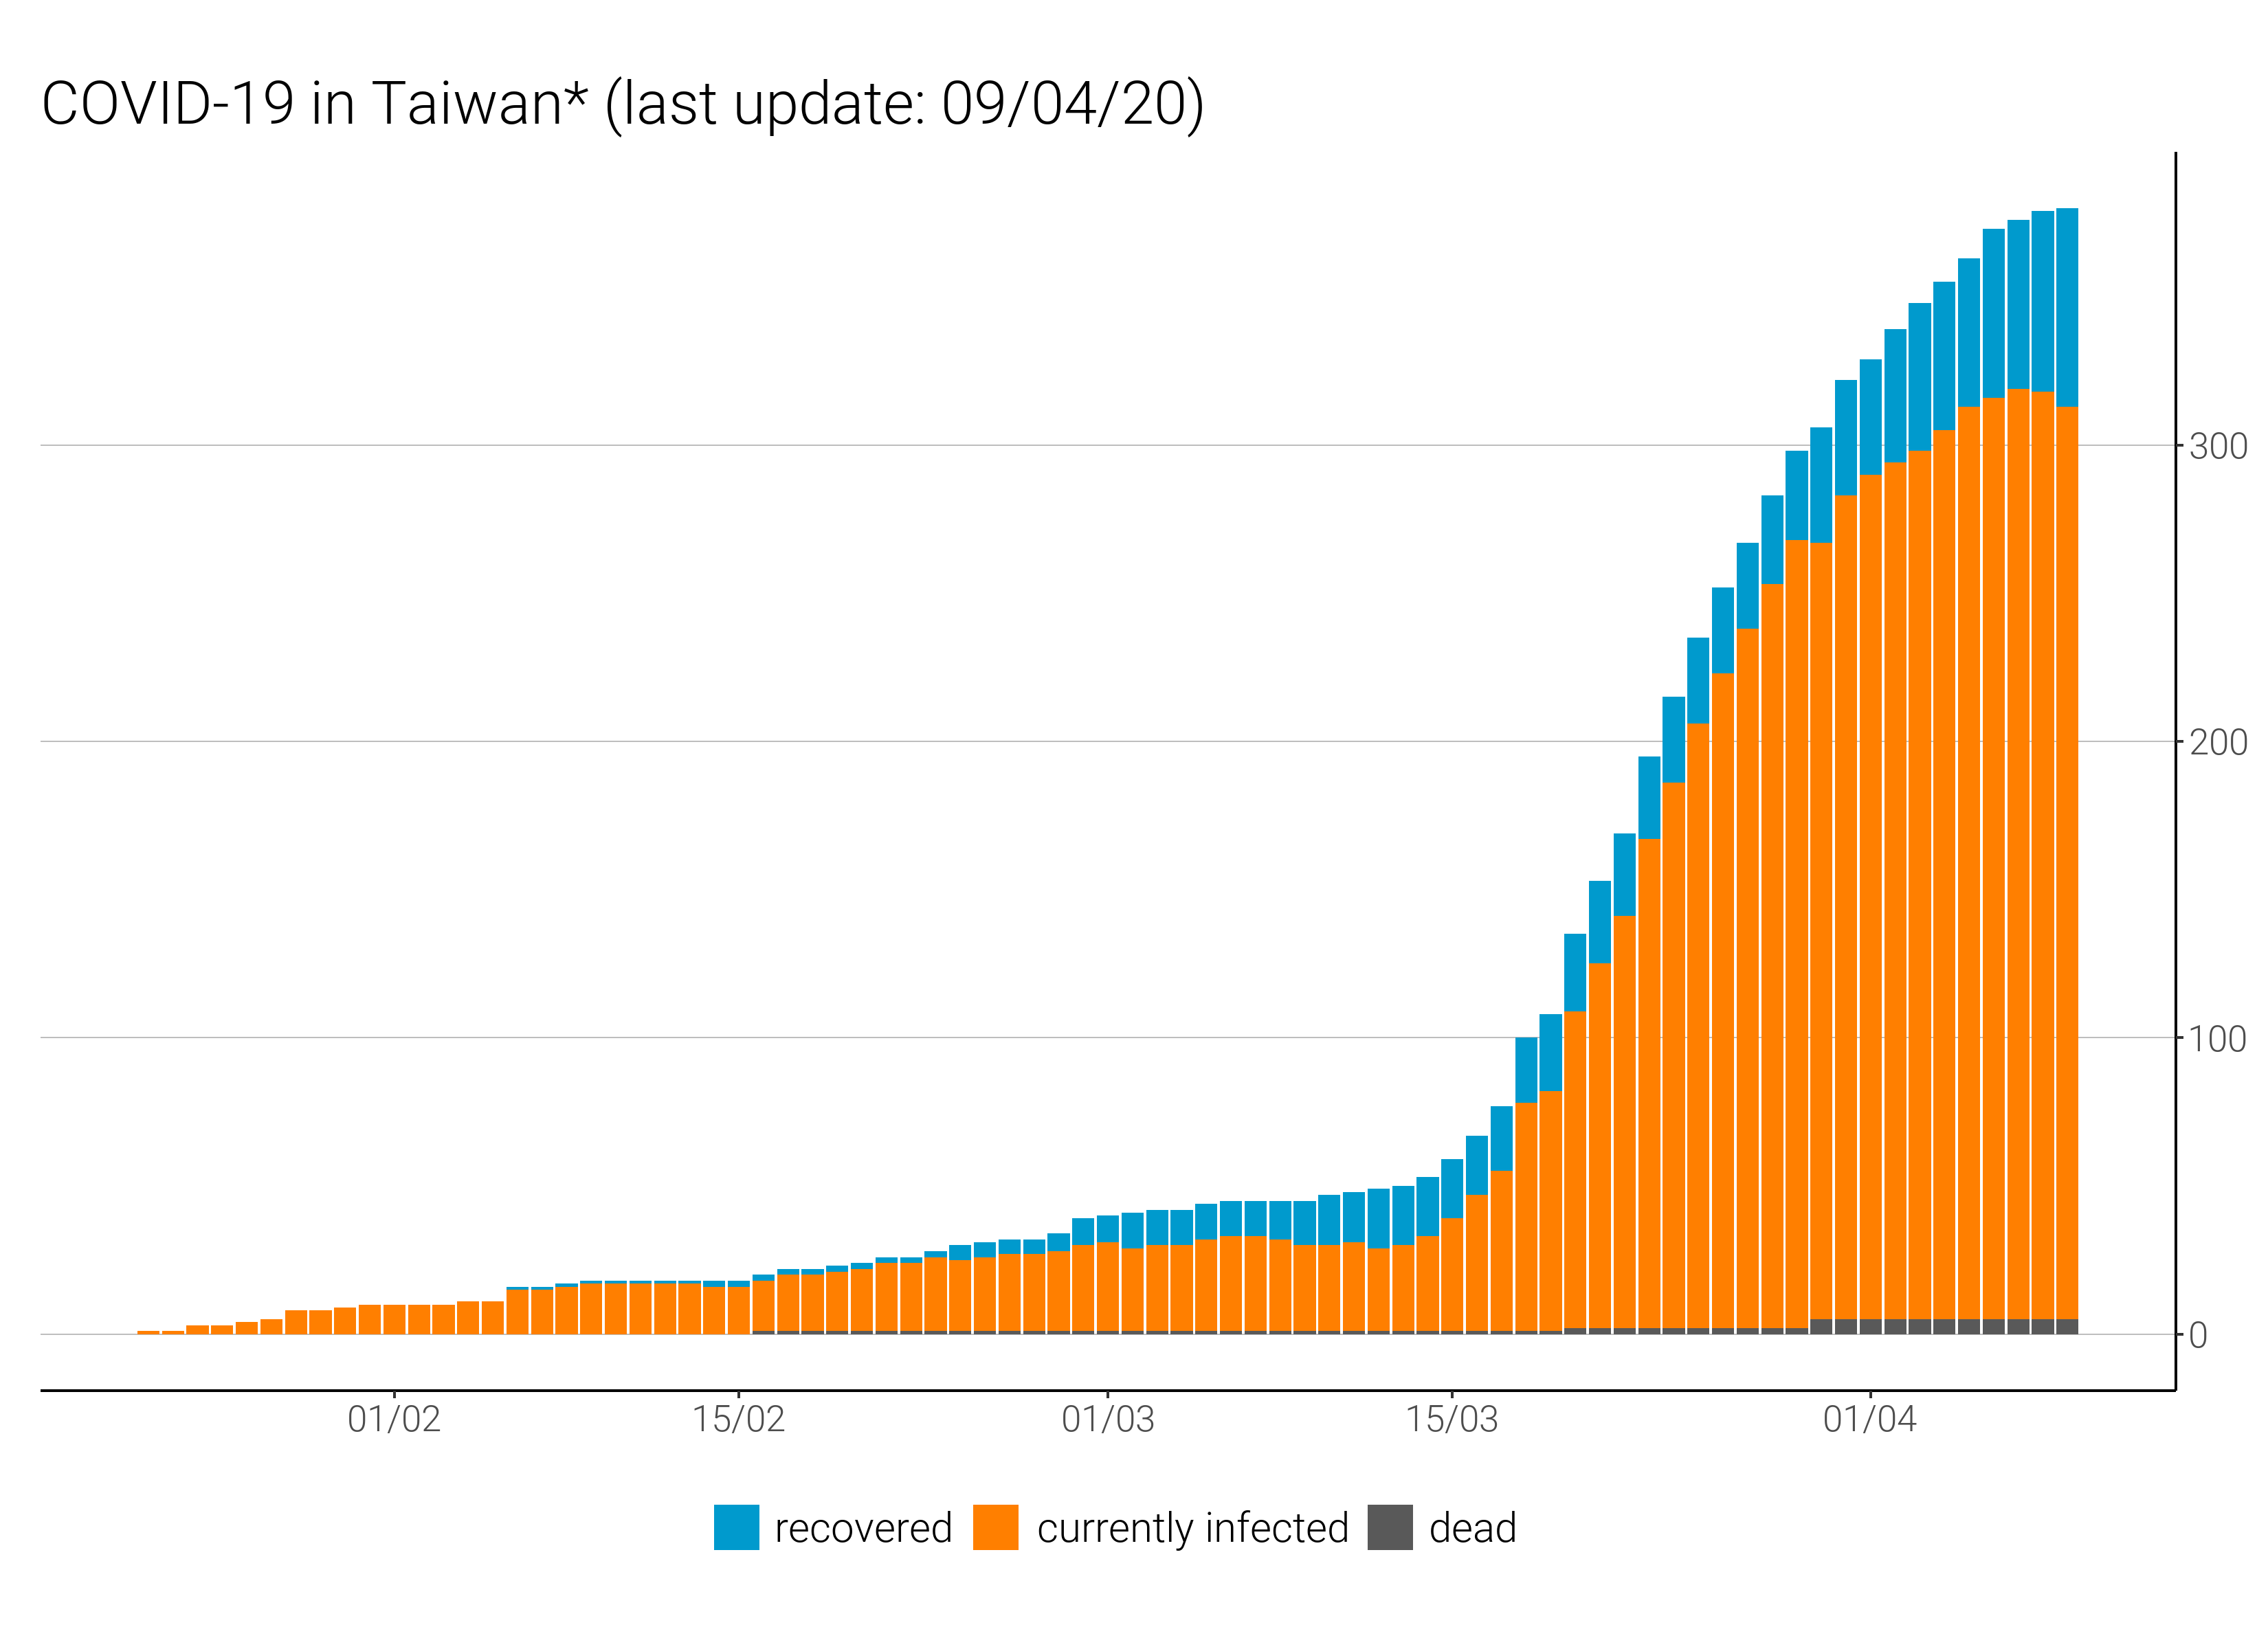 COVID-19 in Taiwan* (last update: 09/04/20)
300
200
100
0
01/02 15/02 01/03 15/03 01/04
recovered currently infected dead